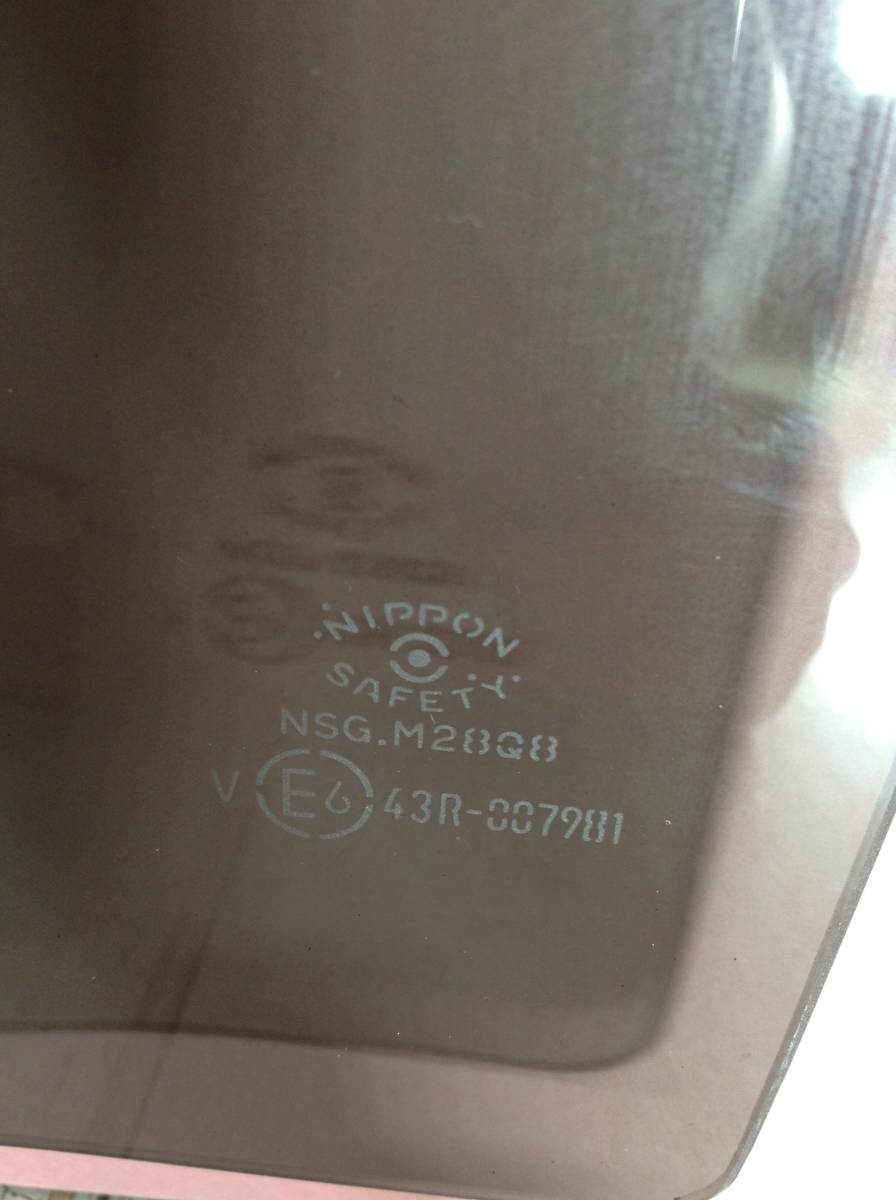 NIPPON
SAFETY
NSG.M28Q8
V E6 43R-007981